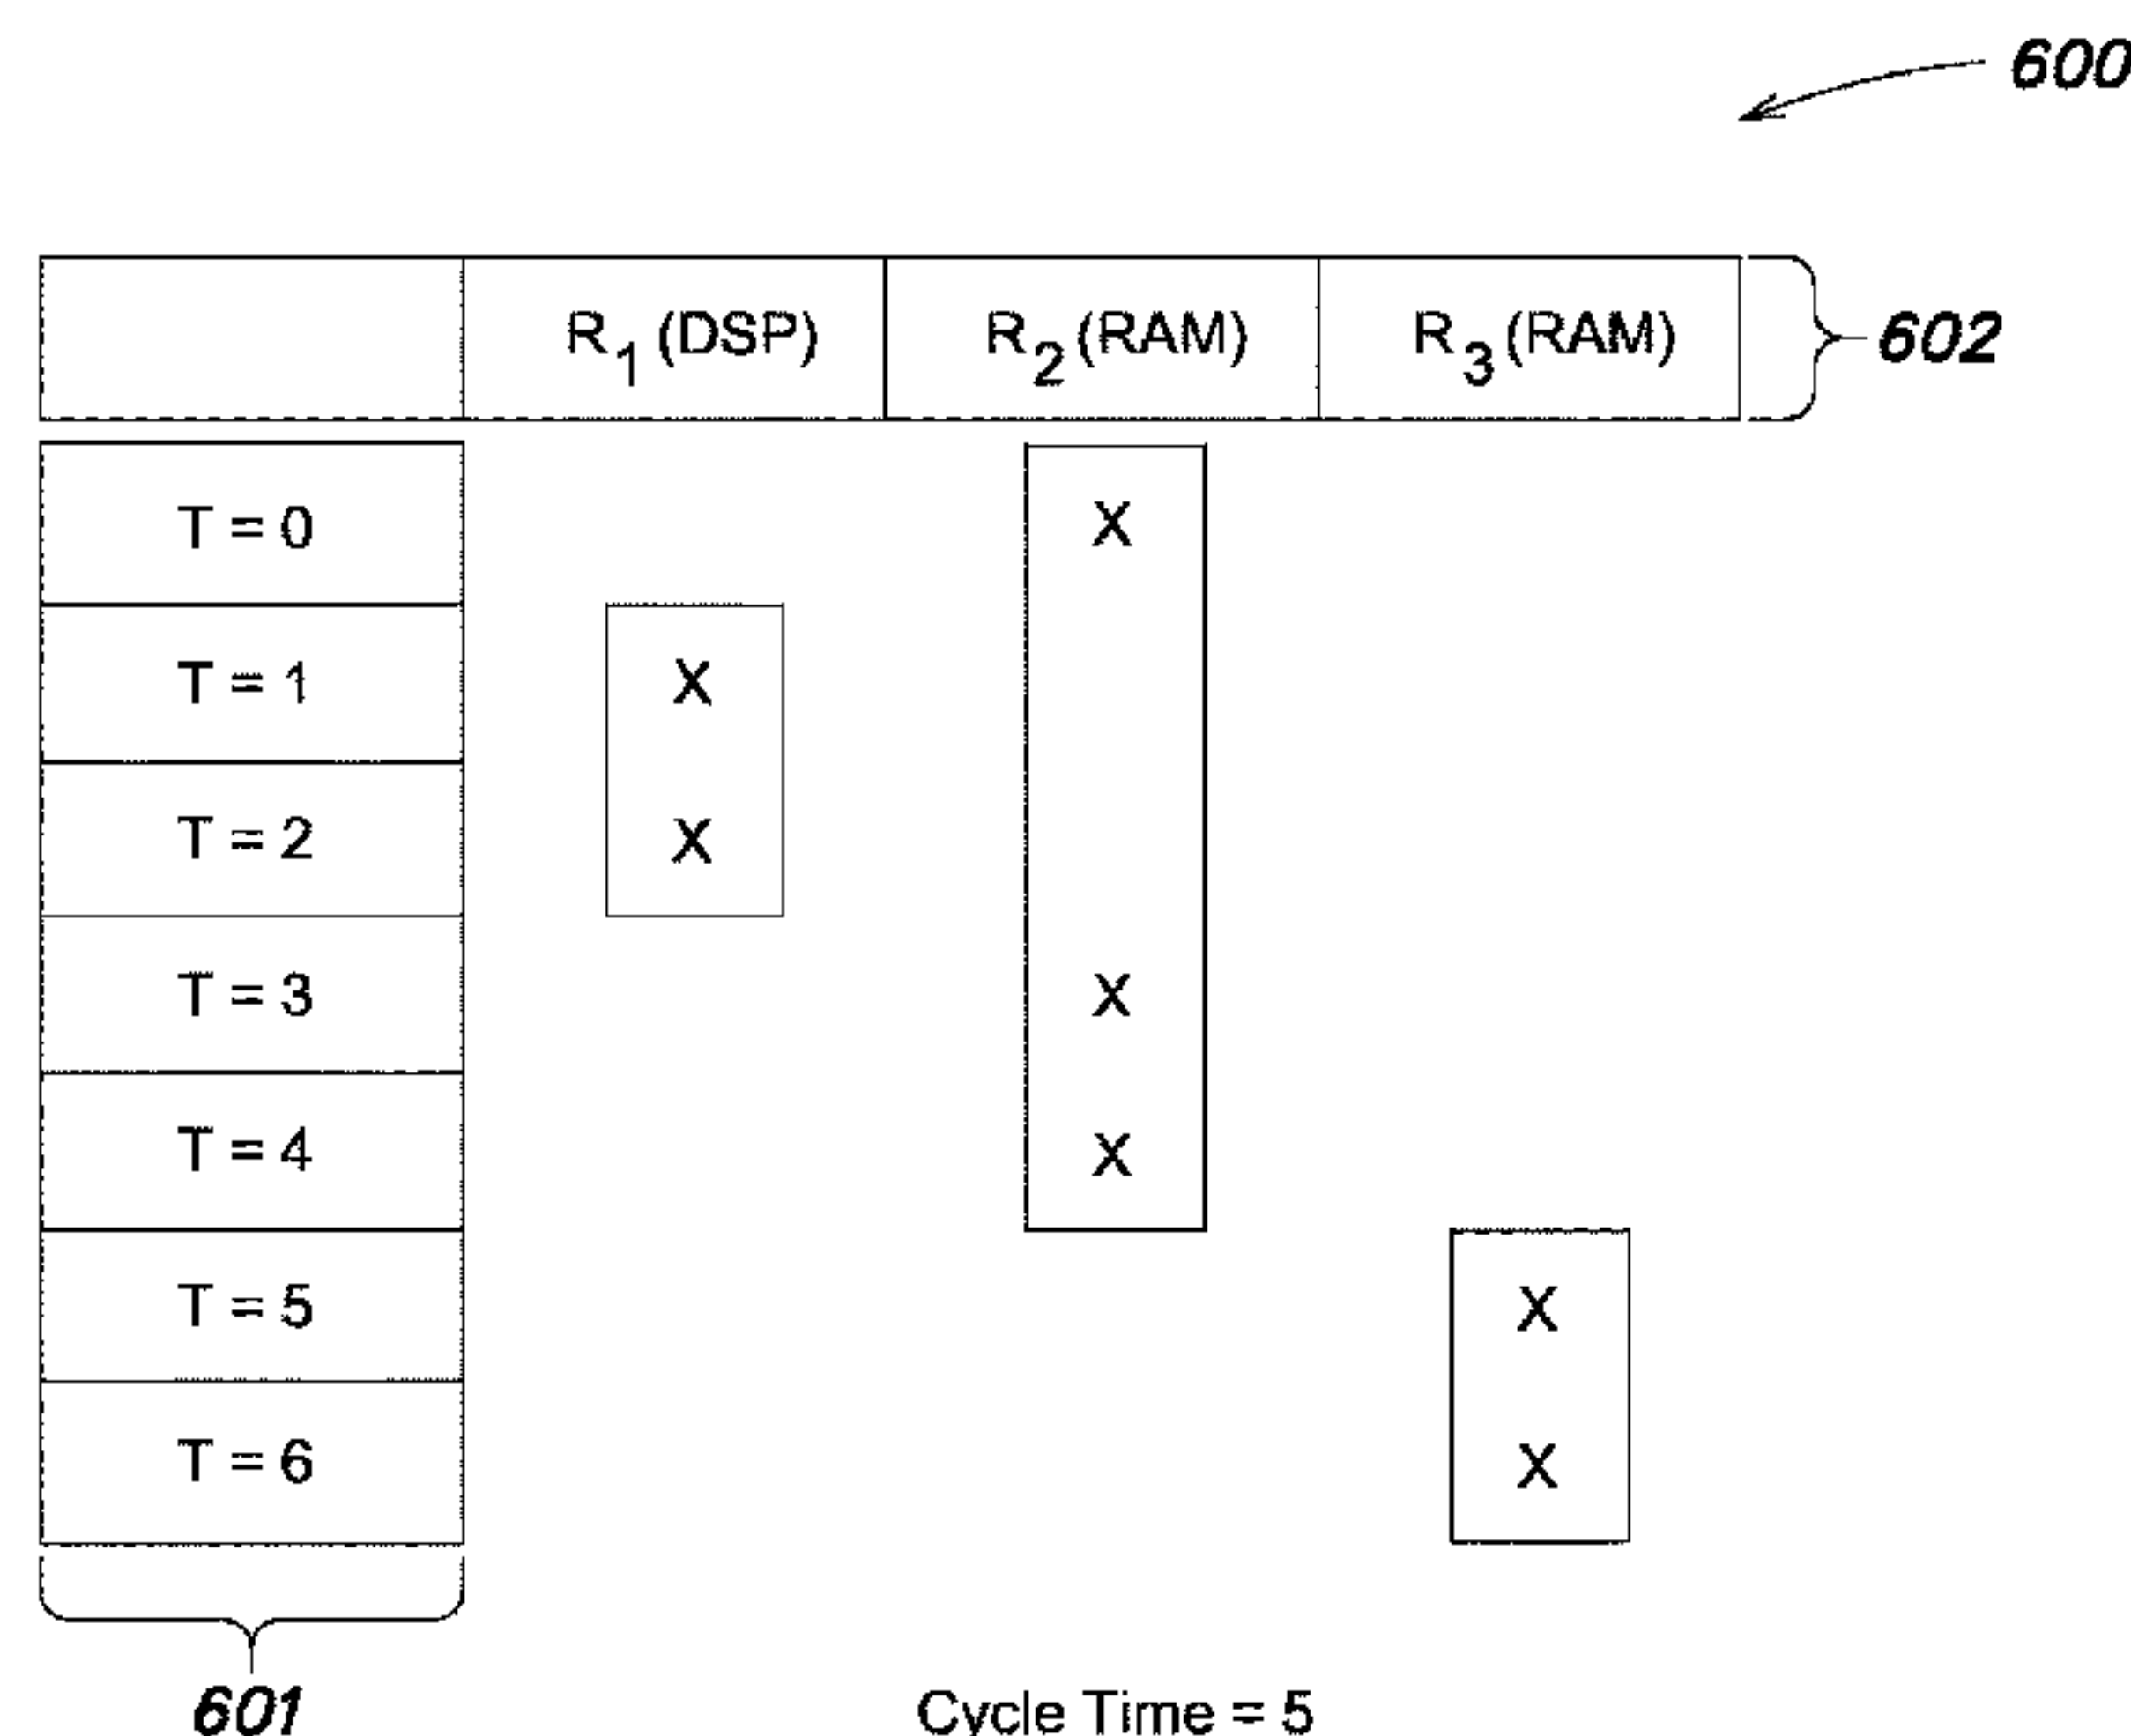 600
R1 (DSP) R2 (RAM) R3 (RAM) 602
T = 0 X
T = 1 X
T = 2 X
T = 3 X
T = 4 X
T = 5 X
T = 6 X
601
Cycle Time = 5